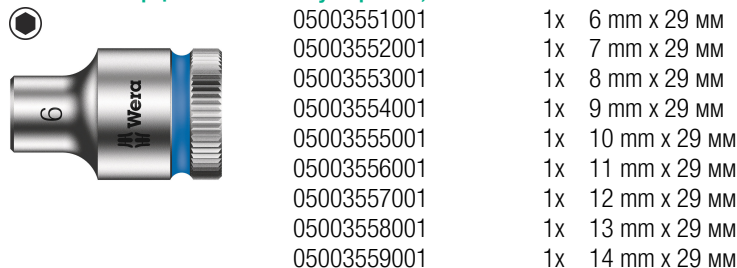 05003551001 1x 6 mm x 29 мм
05003552001 1x 7 mm x 29 мм
05003553001 1x 8 mm x 29 мм
05003554001 1x 9 mm x 29 мм
05003555001 1x 10 mm x 29 мм
05003556001 1x 11 mm x 29 мм
05003557001 1x 12 mm x 29 мм
05003558001 1x 13 mm x 29 мм
05003559001 1x 14 mm x 29 мм
6
Wera